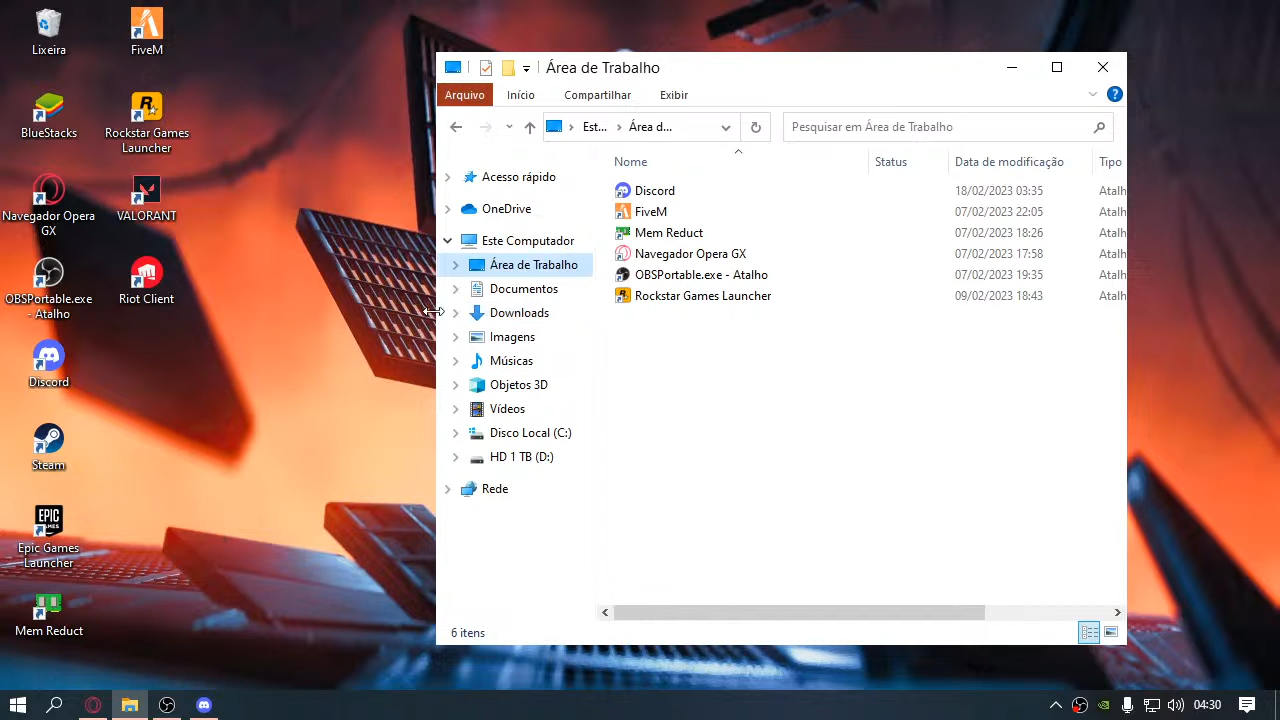 Lixeira
FiveM
BlueStacks
Rockstar Games
Launcher
Navegador Opera
GX
VALORANT
OBSPortable.exe
- Atalho
Riot Client
Discord
Steam
EPIC
GAMES
Epic Games
Launcher
Mem Reduct
Área de Trabalho
Arquivo
Início
Compartilhar
Exibir
Est...
Área d...
Pesquisar em Área de Trabalho
Nome
Status
Data de modificação
Tipo
Acesso rápido
OneDrive
Este Computador
Área de Trabalho
Documentos
Downloads
Imagens
Músicas
Objetos 3D
Vídeos
Disco Local (C:)
HD 1 TB (D:)
Rede
Discord 18/02/2023 03:35 Atalh
FiveM 07/02/2023 22:05 Atalh
Mem Reduct 07/02/2023 18:26 Atalh
Navegador Opera GX 07/02/2023 17:58 Atalh
OBSPortable.exe - Atalho 07/02/2023 19:35 Atalh
Rockstar Games Launcher 09/02/2023 18:43 Atalh
6 itens
04:30